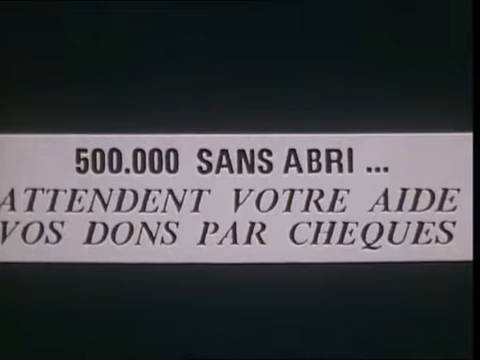 500.000 SANS ABRI ...
ATTENDENT VOTRE AIDE
VOS DONS PAR CHEQUES